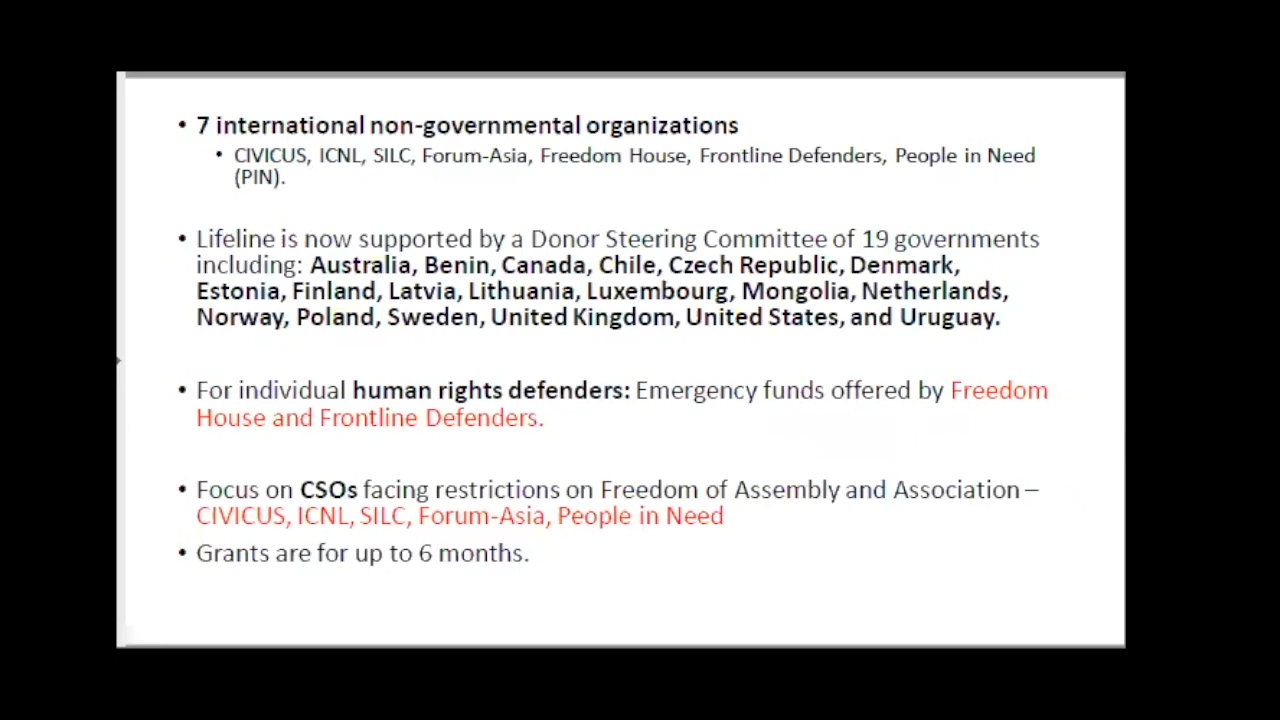 • 7 international non-governmental organizations
• CIVICUS, ICNL, SILC, Forum-Asia, Freedom House, Frontline Defenders, People in Need
(PIN).
• Lifeline is now supported by a Donor Steering Committee of 19 governments
including: Australia, Benin, Canada, Chile, Czech Republic, Denmark,
Estonia, Finland, Latvia, Lithuania, Luxembourg, Mongolia, Netherlands,
Norway, Poland, Sweden, United Kingdom, United States, and Uruguay.
• For individual human rights defenders: Emergency funds offered by Freedom
House and Frontline Defenders.
• Focus on CSOs facing restrictions on Freedom of Assembly and Association –
CIVICUS, ICNL, SILC, Forum-Asia, People in Need
• Grants are for up to 6 months.